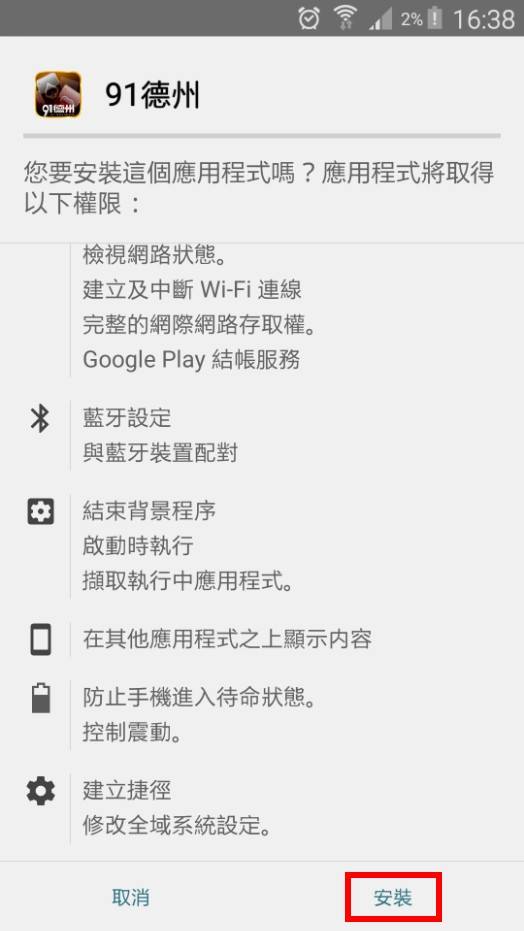 2% 16:38
91德州
91德州
您要安裝這個應用程式嗎？應用程式將取得
以下權限：
檢視網路狀態。
建立及中斷 Wi-Fi 連線
完整的網際網路存取權。
Google Play 結帳服務
藍牙設定
與藍牙裝置配對
結束背景程序
啟動時執行
擷取執行中應用程式。
在其他應用程式之上顯示內容
防止手機進入待命狀態。
控制震動。
建立捷徑
修改全域系統設定。
取消
安裝